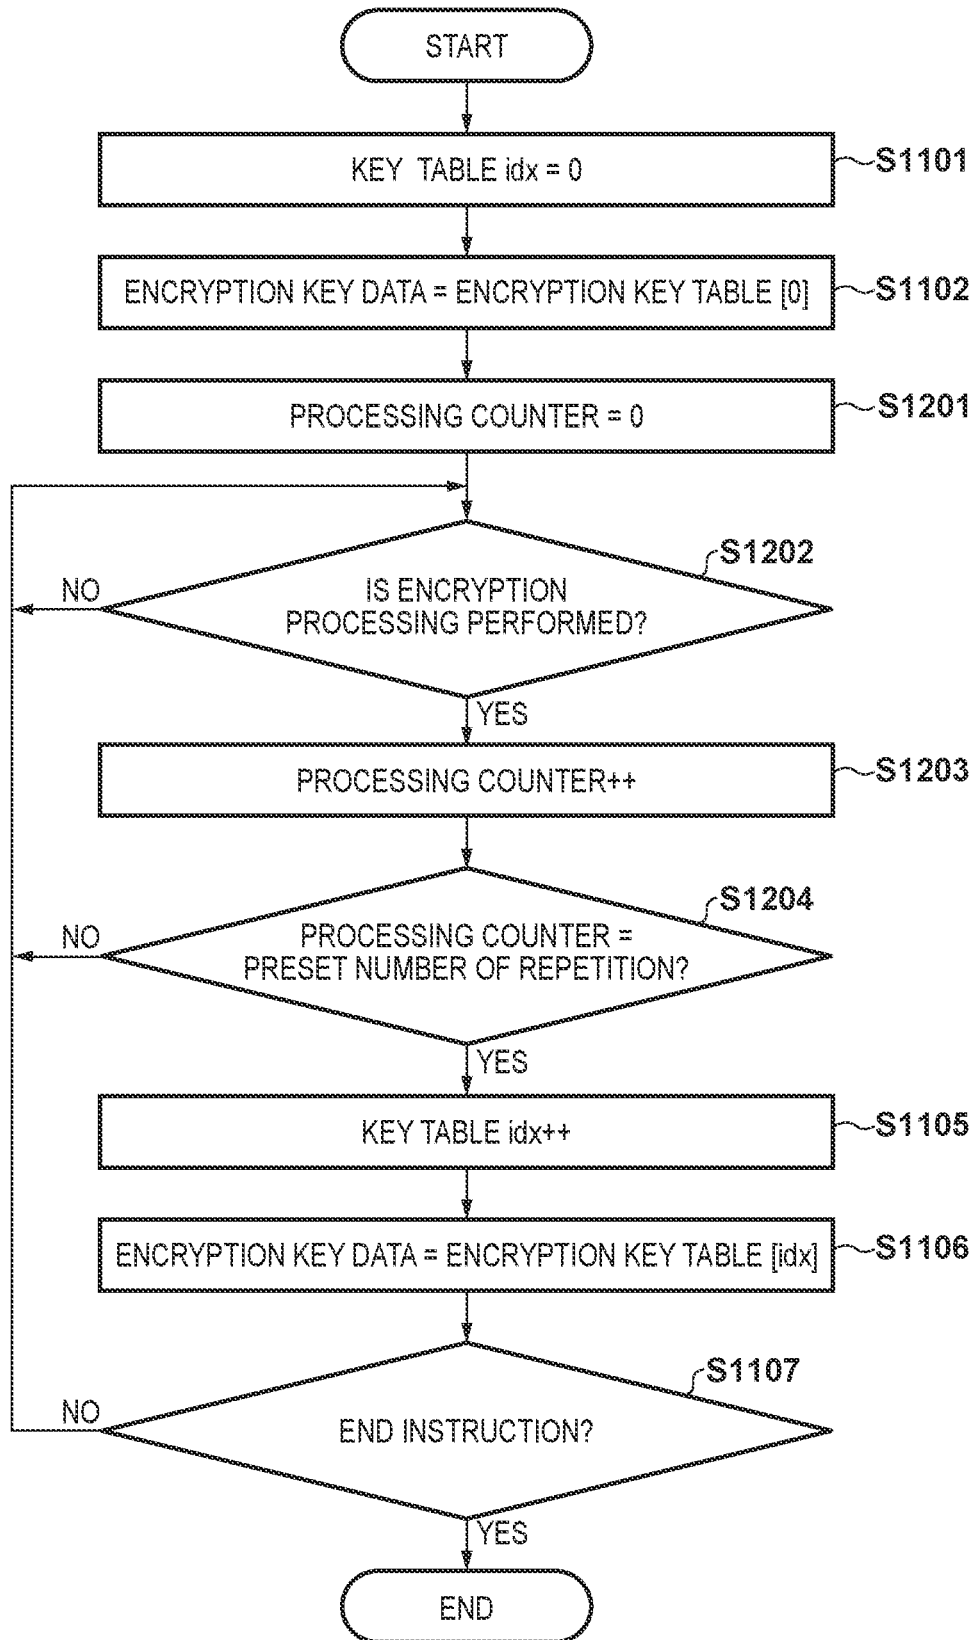 START
KEY TABLE idx = 0
S1101
ENCRYPTION KEY DATA = ENCRYPTION KEY TABLE [0]
S1102
PROCESSING COUNTER = 0
S1201
S1202
NO
IS ENCRYPTION
PROCESSING PERFORMED?
YES
PROCESSING COUNTER++
S1203
S1204
NO
PROCESSING COUNTER =
PRESET NUMBER OF REPETITION?
YES
KEY TABLE idx++
S1105
ENCRYPTION KEY DATA = ENCRYPTION KEY TABLE [idx]
S1106
S1107
NO
END INSTRUCTION?
YES
END